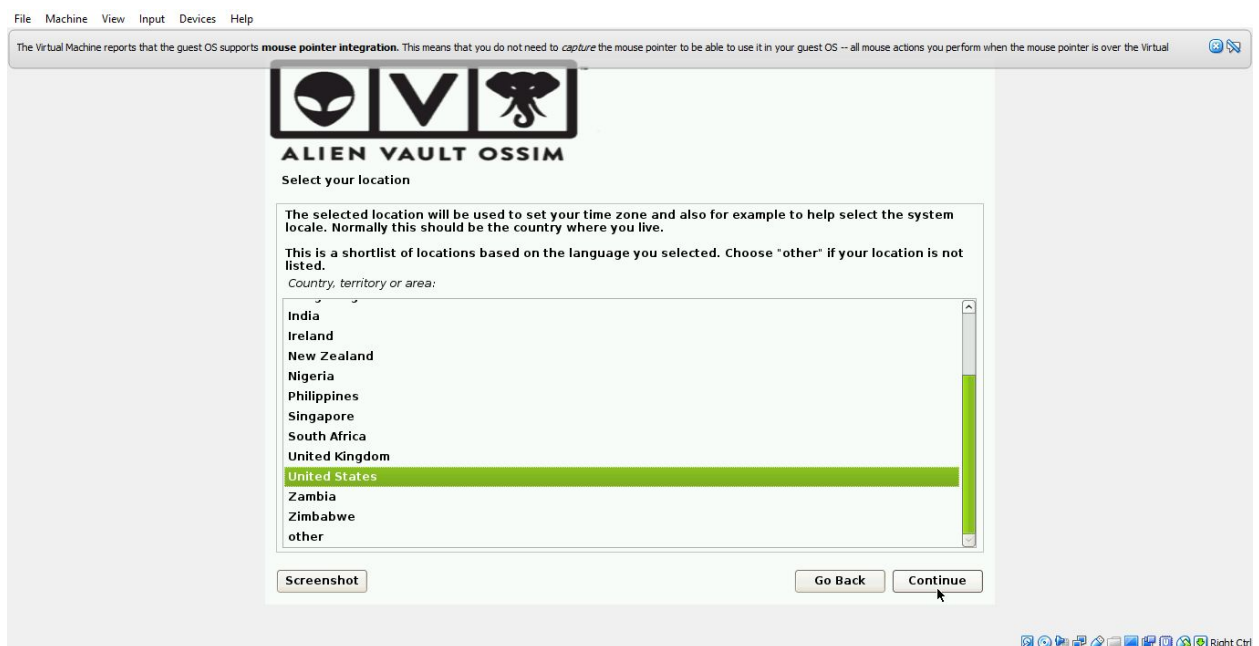 File Machine View Input Devices Help
The Virtual Machine reports that the guest OS supports mouse pointer integration. This means that you do not need to capture the mouse pointer to be able to use it in your guest OS -- all mouse actions you perform when the mouse pointer is over the Virtual
ALIEN VAULT OSSIM
Select your location
The selected location will be used to set your time zone and also for example to help select the system
locale. Normally this should be the country where you live.
This is a shortlist of locations based on the language you selected. Choose "other" if your location is not
listed.
Country, territory or area:
India
Ireland
New Zealand
Nigeria
Philippines
Singapore
South Africa
United Kingdom
United States
Zambia
Zimbabwe
other
Screenshot Go Back Continue
Right Ctrl